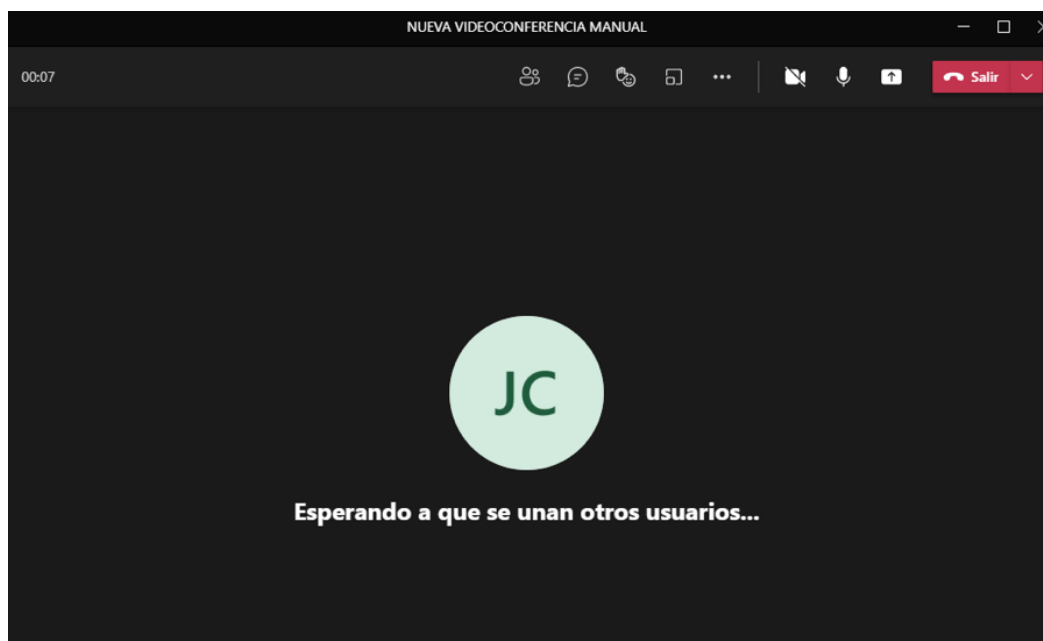 NUEVA VIDEOCONFERENCIA MANUAL
00:07
Salir
JC
Esperando a que se unan otros usuarios...